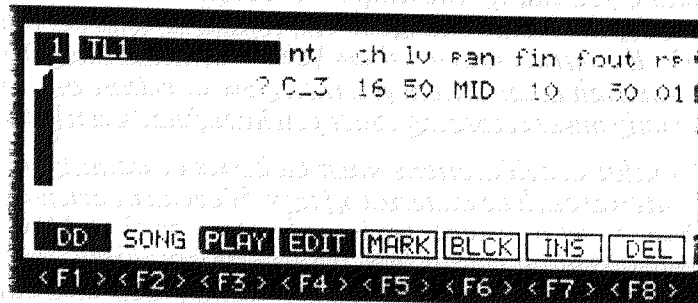 1 TL1 nt ch lv pan fin fout
? C_3 16 50 MID 10 50 01
DD SONG PLAY EDIT MARK BLCK INS DEL
<F1> <F2> <F3> <F4> <F5> <F6> <F7> <F8>